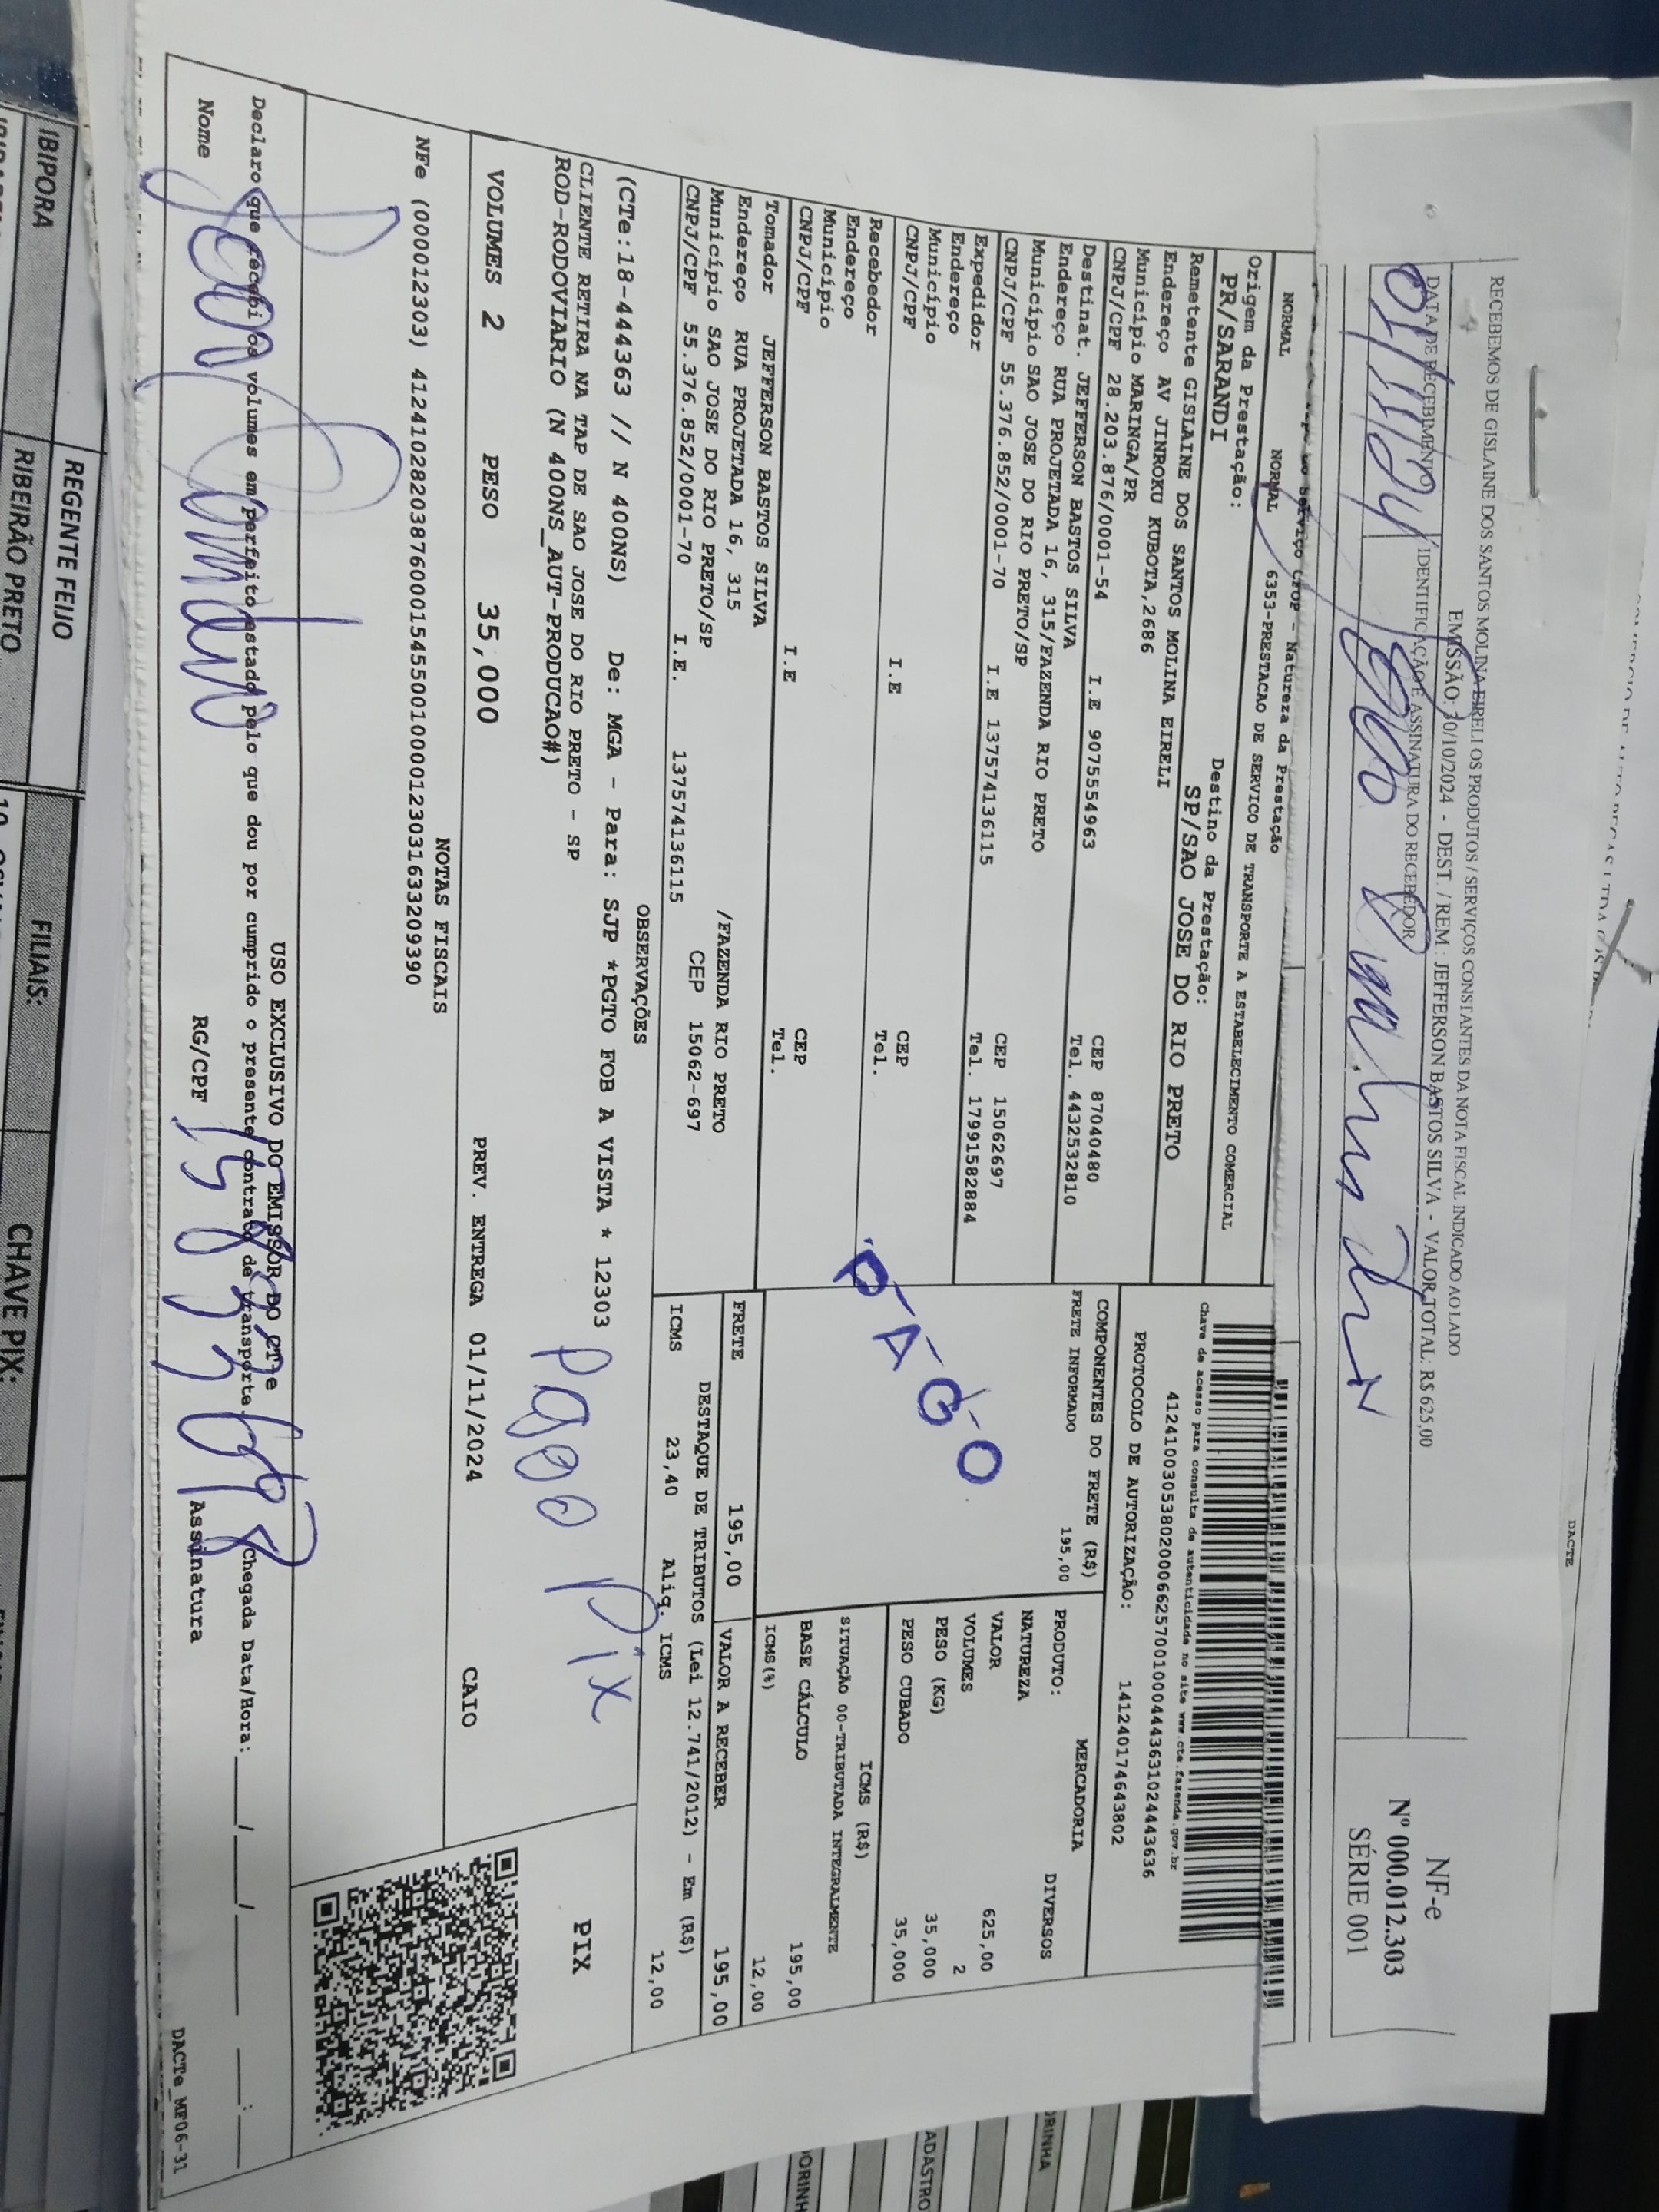 DACTE
RECEBEMOS DE GISLAINE DOS SANTOS MOLINA EIRELI OS PRODUTOS / SERVIÇOS CONSTANTES DA NOTA FISCAL INDICADO AO LADO
EMISSÃO: 30/10/2024 - DEST. / REM: JEFFERSON BASTOS SILVA - VALOR TOTAL: R$ 625,00
DATA DE RECEBIMENTO
IDENTIFICAÇÃO E ASSINATURA DO RECEBEDOR
NF-e
Nº 000.012.303
SÉRIE 001
do Serviço CFOP - Natureza da Prestação
NORMAL NORMAL 6353-PRESTACAO DE SERVICO DE TRANSPORTE A ESTABELECIMENTO COMERCIAL
Origem da Prestação: Destino da Prestação:
PR/SARANDI SP/SAO JOSE DO RIO PRETO
Remetente GISLAINE DOS SANTOS MOLINA EIRELI
Endereço AV JINROKU KUBOTA,2686
Município MARINGA/PR CEP 87040480
CNPJ/CPF 28.203.876/0001-54 I.E 9075554963 Tel. 4432532810
Destinat. JEFFERSON BASTOS SILVA
Endereço RUA PROJETADA 16, 315/FAZENDA RIO PRETO
Município SAO JOSE DO RIO PRETO/SP CEP 15062697
CNPJ/CPF 55.376.852/0001-70 I.E 137574136115 Tel. 17991582884
Expedidor
Endereço
Município CEP
CNPJ/CPF I.E Tel.
Recebedor
Endereço
Município CEP
CNPJ/CPF I.E Tel.
Tomador JEFFERSON BASTOS SILVA
Endereço RUA PROJETADA 16, 315 /FAZENDA RIO PRETO
Município SAO JOSE DO RIO PRETO/SP CEP 15062-697
CNPJ/CPF 55.376.852/0001-70 I.E. 137574136115
Chave de acesso para consulta de autenticidade no site www.cte.fazenda.gov.br
41241003053802000662570010004443631024443636
PROTOCOLO DE AUTORIZAÇÃO: 141240174643802
COMPONENTES DO FRETE (R$)
FRETE INFORMADO 195,00
PAGO
MERCADORIA
PRODUTO: DIVERSOS
NATUREZA
VALOR 625,00
VOLUMES 2
PESO (KG) 35,000
PESO CUBADO 35,000
ICMS (R$)
SITUAÇÃO 00-TRIBUTADA INTEGRALMENTE
BASE CÁLCULO 195,00
ICMS(%) 12,00
FRETE 195,00 VALOR A RECEBER 195,00
DESTAQUE DE TRIBUTOS (Lei 12.741/2012) - Em (R$)
ICMS 23,40 Aliq. ICMS 12,00
OBSERVAÇÕES
(CTe:18-444363 // N 400NS) De: MGA - Para: SJP *PGTO FOB A VISTA * 12303
CLIENTE RETIRA NA TAP DE SAO JOSE DO RIO PRETO - SP
ROD-RODOVIARIO (N 400NS_AUT-PRODUCAO#)
Pago Pix
PIX
VOLUMES 2 PESO 35,000 PREV. ENTREGA 01/11/2024 CAIO
NOTAS FISCAIS
NFe (000012303) 41241028203876000154550010000123031633209390
USO EXCLUSIVO DO EMISSOR DO CT-e
Declaro que recebi os volumes em perfeito estado pelo que dou por cumprido o presente contrato de transporte. Chegada Data/Hora:____/____/____ ___:___
Nome RG/CPF Assinatura
DACTe_MF06-31
IBIPORA
REGENTE FEIJO
RIBEIRÃO PRETO
FILIAIS:
CHAVE PIX: